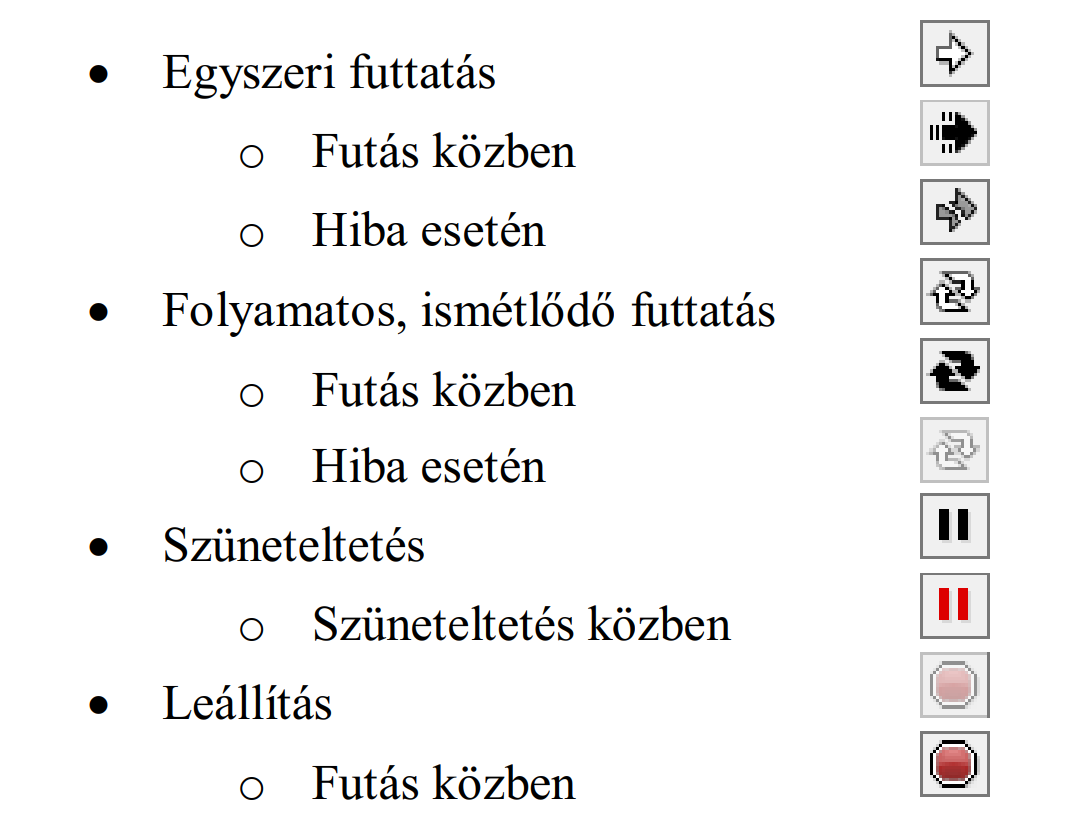 • Egyszeri futtatás
o Futás közben
o Hiba esetén
• Folyamatos, ismétlődő futtatás
o Futás közben
o Hiba esetén
• Szüneteltetés
o Szüneteltetés közben
• Leállítás
o Futás közben